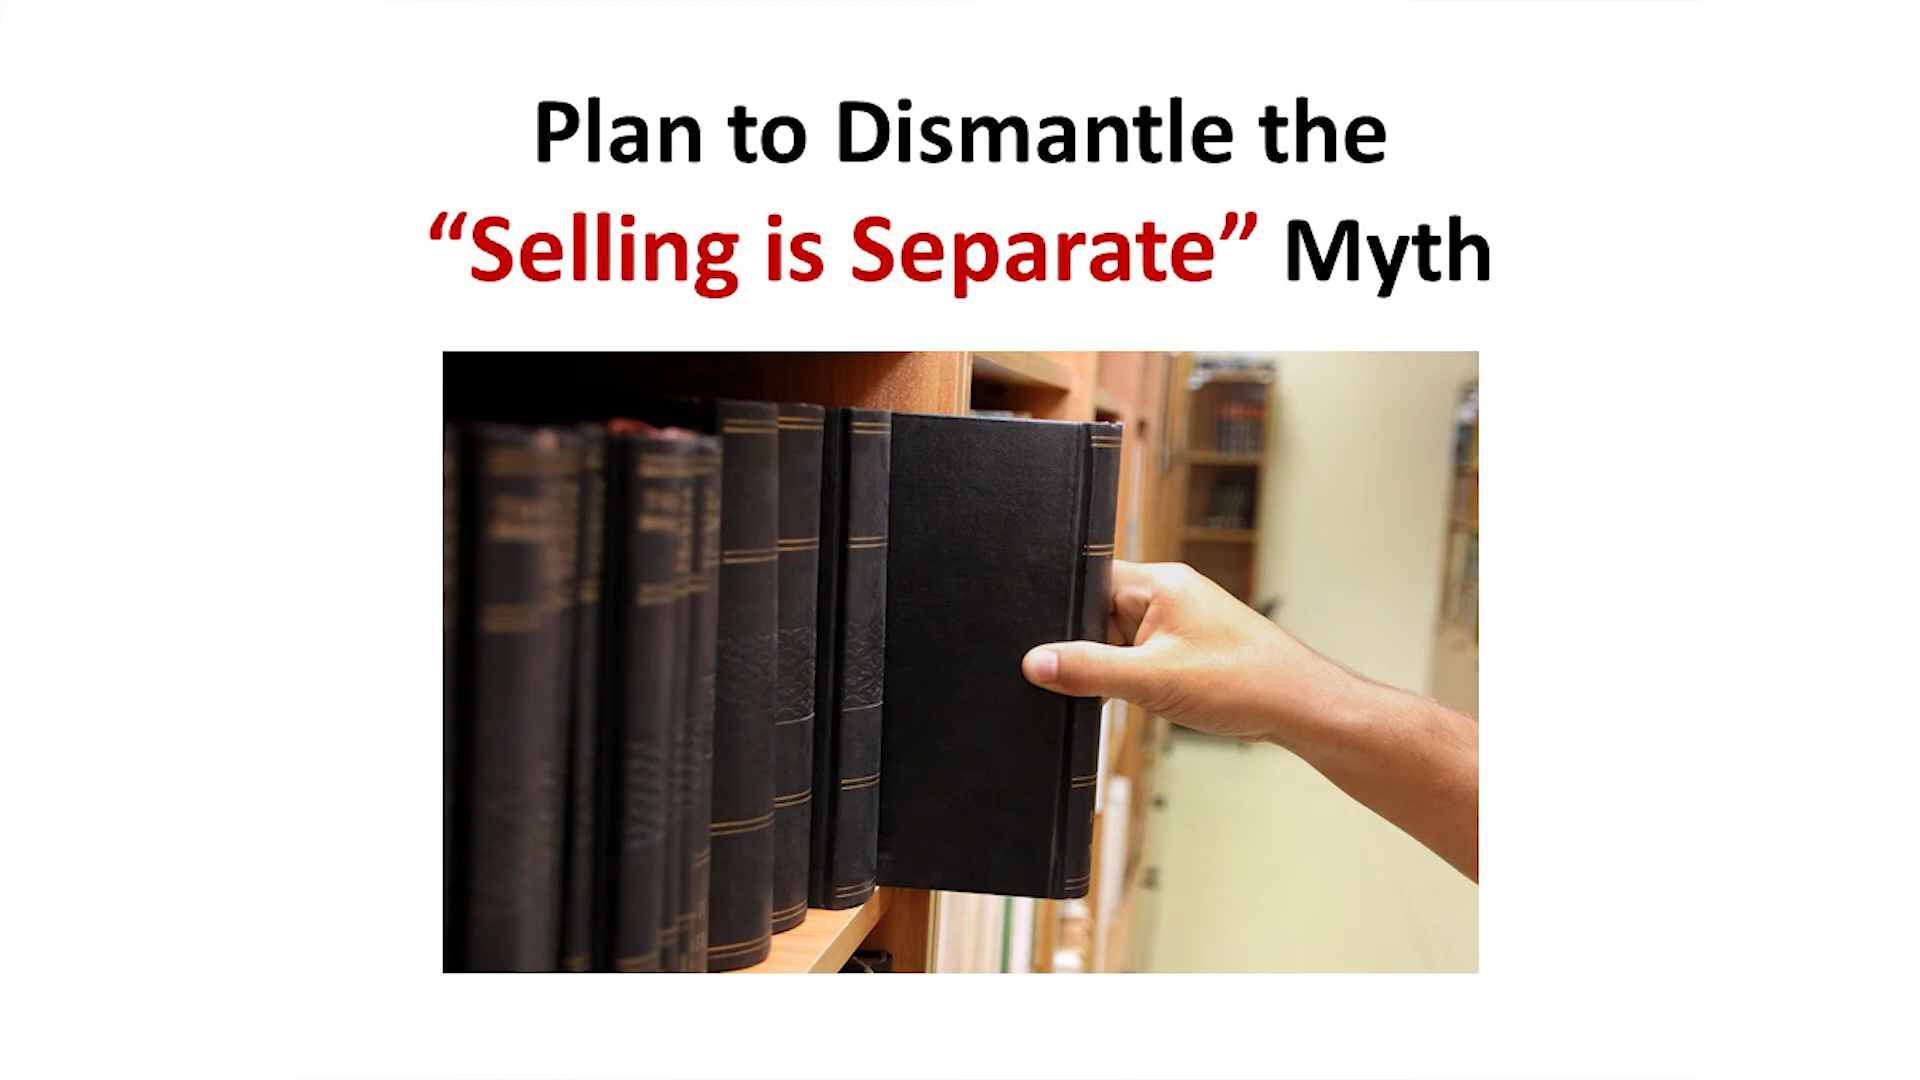 Plan to Dismantle the
“Selling is Separate” Myth